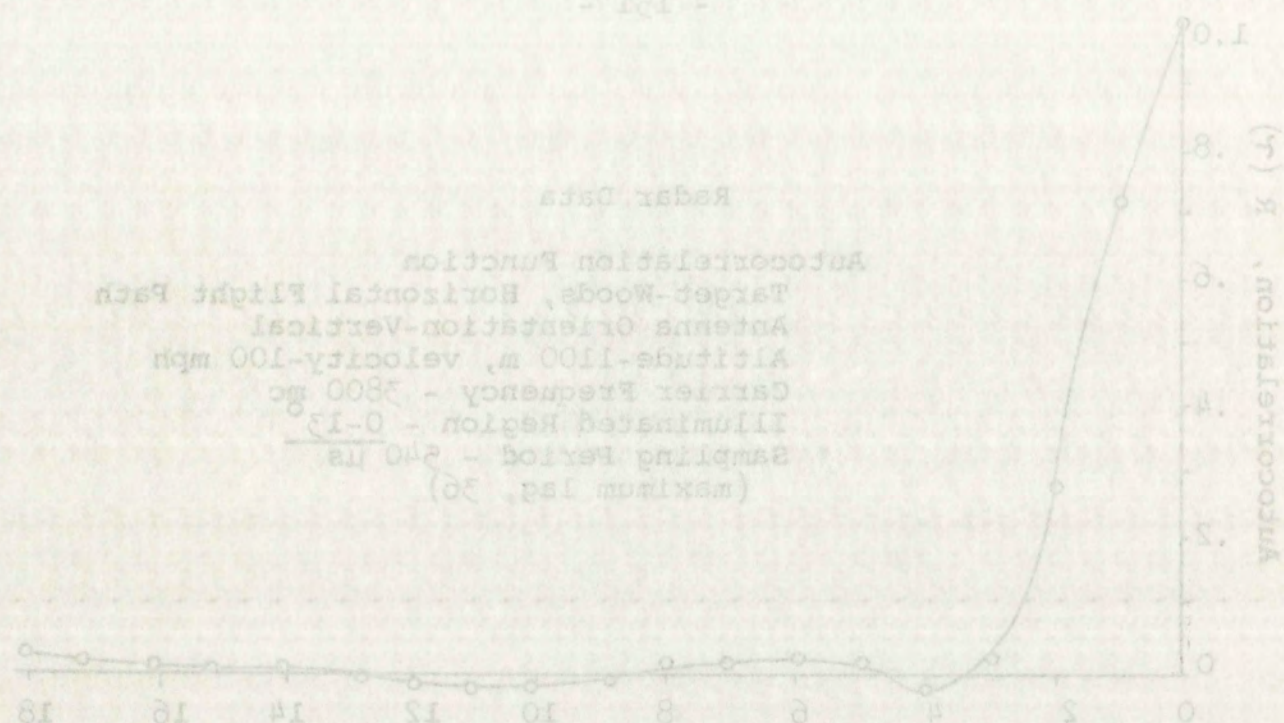 - 151 -
Radar Data
Autocorrelation Function
Target-Woods, Horizontal Flight Path
Antenna Orientation-Vertical
Altitude-1100 m, velocity-100 mph
Carrier Frequency - 3800 mc
Illuminated Region - 0-13°
Sampling Period - 540 µs
(maximum lag, 36)
Autocorrelation, R (τ)
1.0
.8
.6
.4
.2
0
0 2 4 6 8 10 12 14 16 18